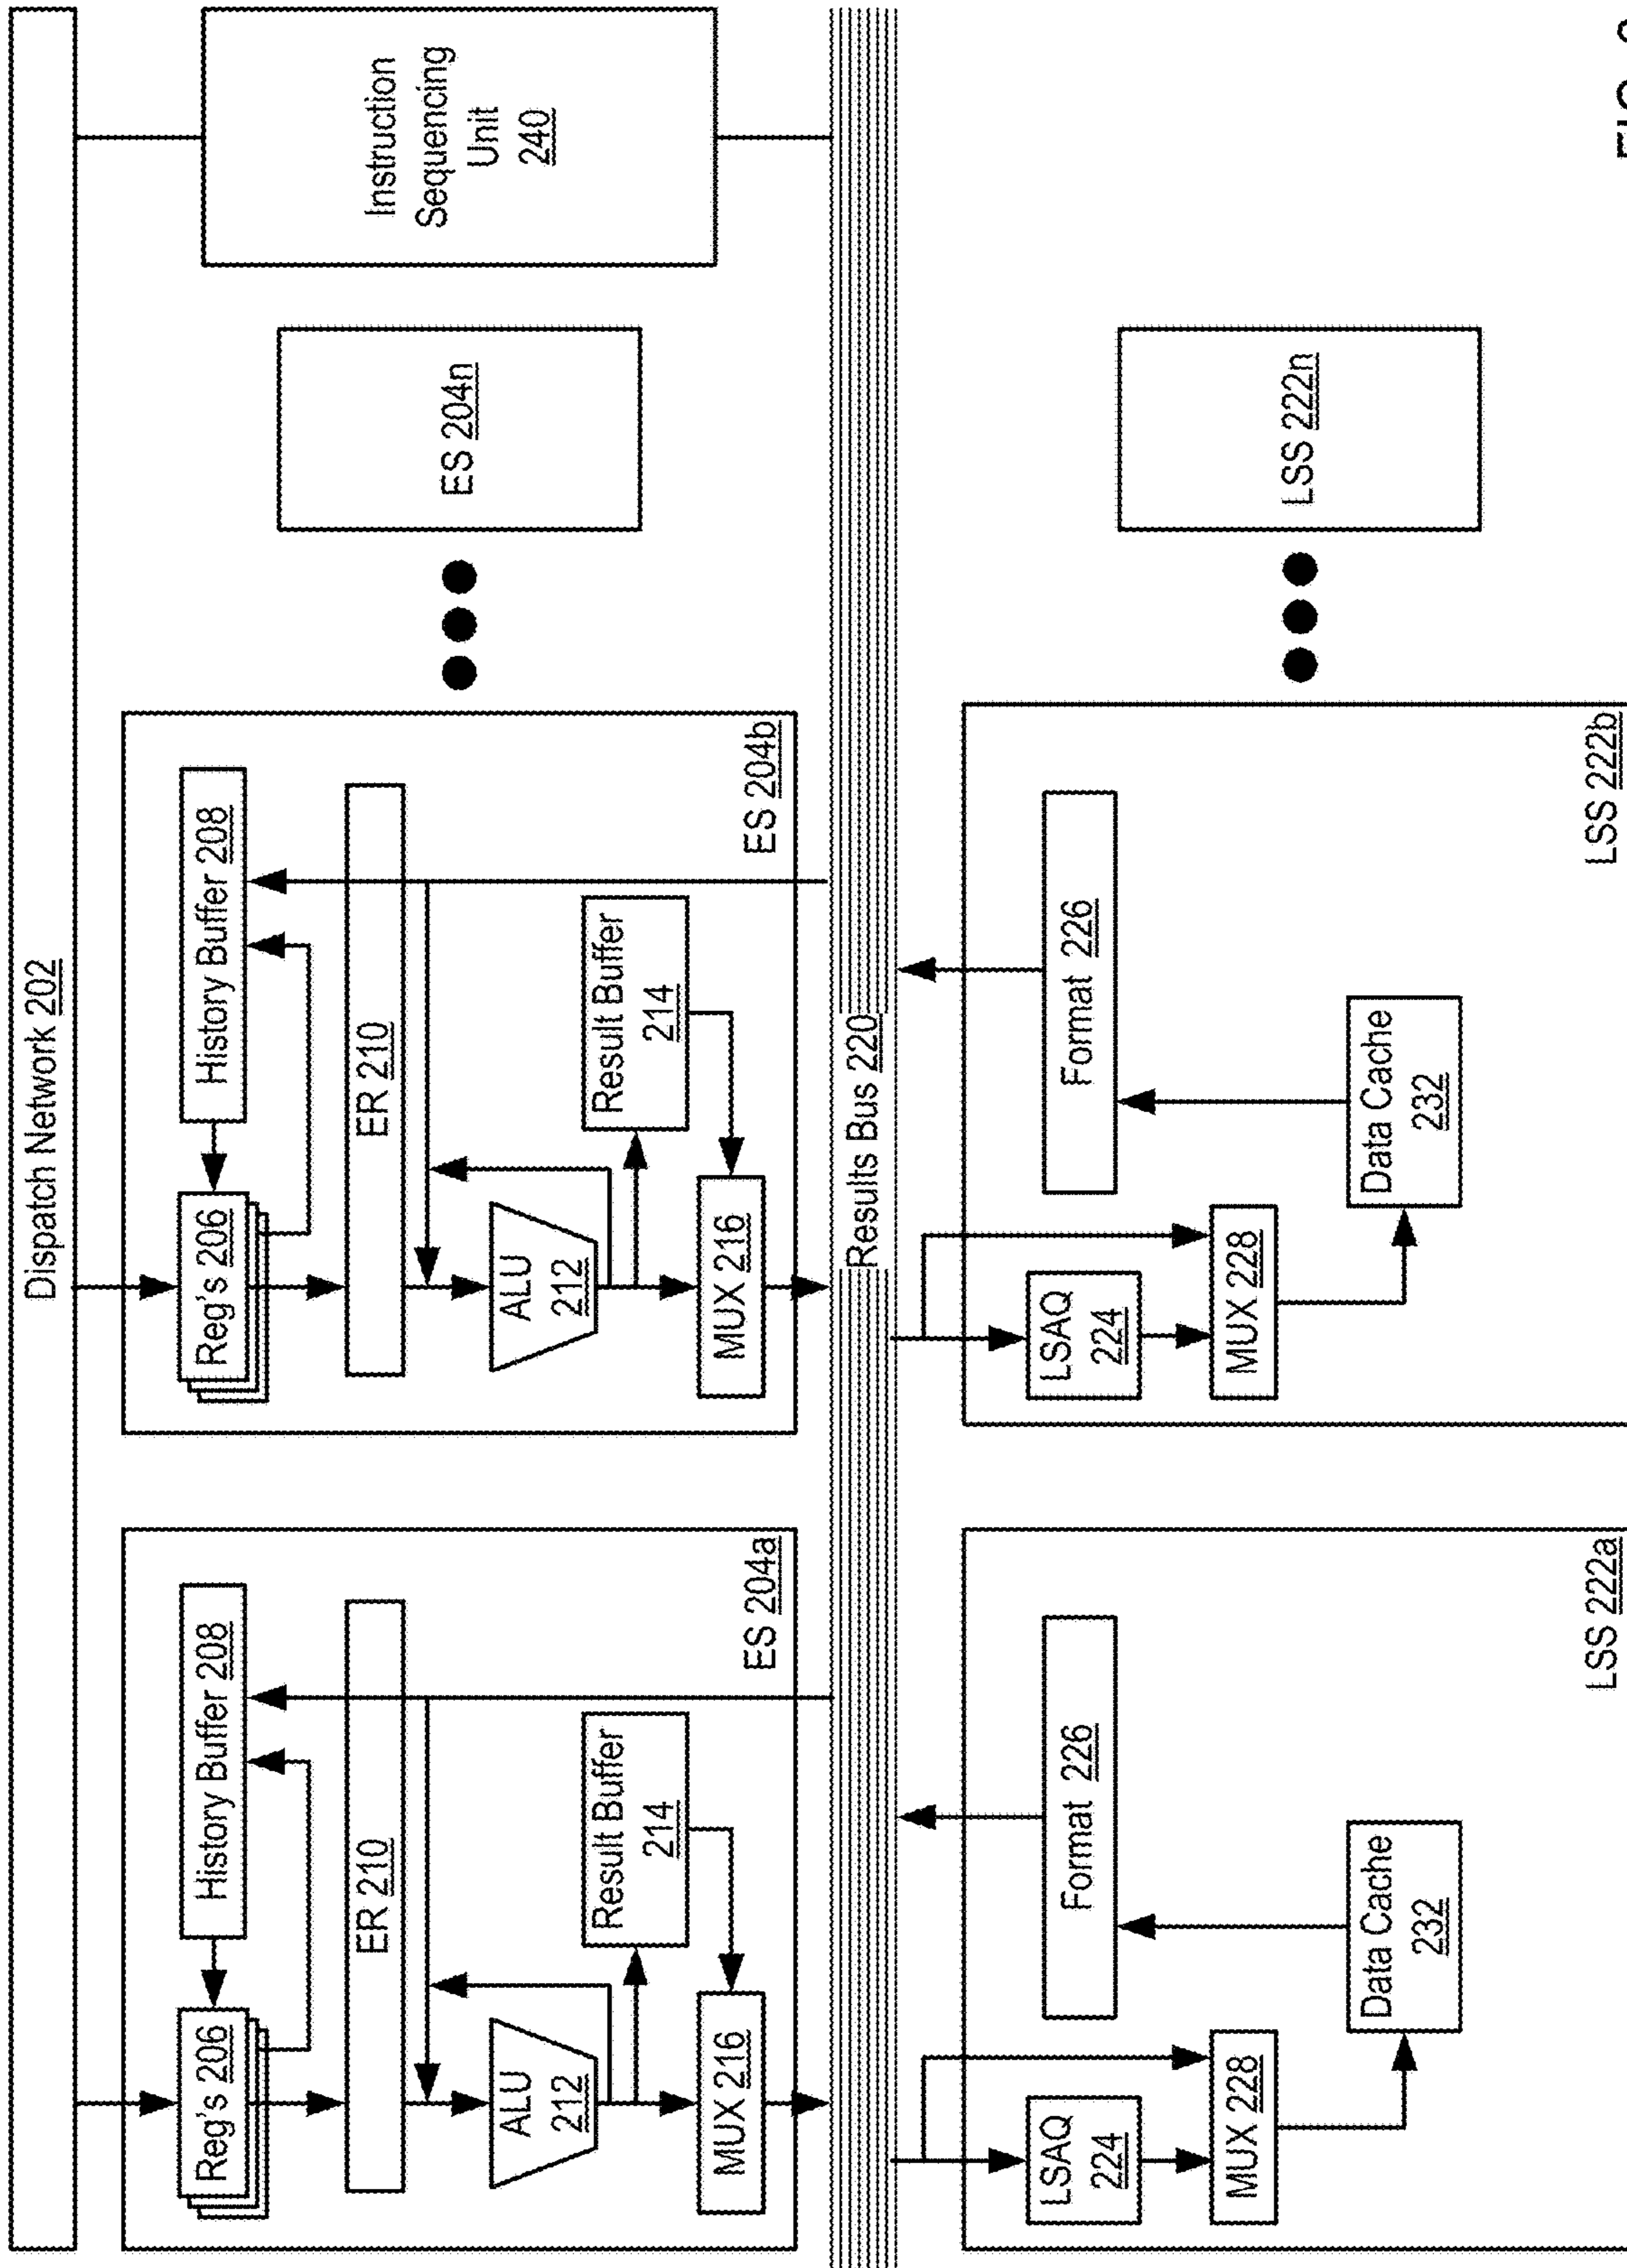 Dispatch Network 202
Reg's 206
History Buffer 208
ER 210
ALU
212
Result Buffer
214
MUX 216
ES 204a
Reg's 206
History Buffer 208
ER 210
ALU
212
Result Buffer
214
MUX 216
ES 204b
ES 204n
Instruction
Sequencing
Unit
240
Results Bus 220
LSAQ
224
Format 226
MUX 228
Data Cache
232
LSS 222a
LSAQ
224
Format 226
MUX 228
Data Cache
232
LSS 222b
LSS 222n
FIG.